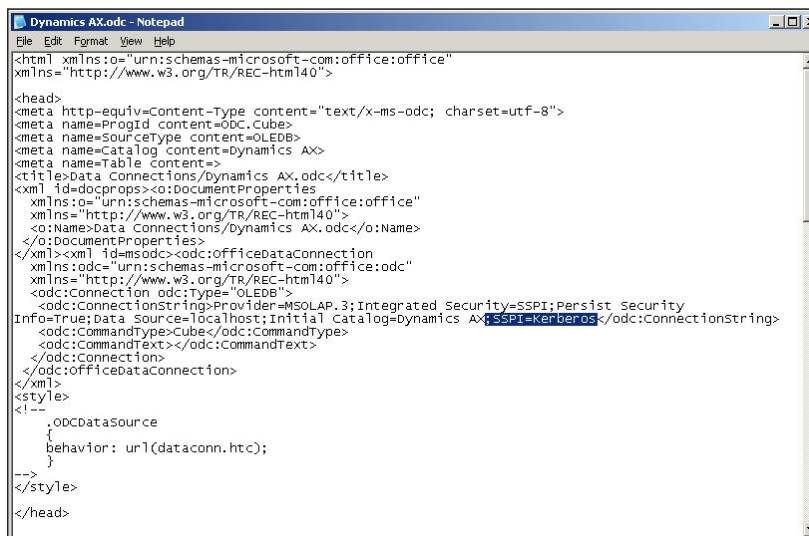 Dynamics AX.odc - Notepad
File Edit Format View Help
<html xmlns:o="urn:schemas-microsoft-com:office:office"
xmlns="http://www.w3.org/TR/REC-html40">
<head>
<meta http-equiv=Content-Type content="text/x-ms-odc; charset=utf-8">
<meta name=ProgId content=ODC.Cube>
<meta name=SourceType content=OLEDB>
<meta name=Catalog content=Dynamics AX>
<meta name=Table content=>
<title>Data Connections/Dynamics AX.odc</title>
<xml id=docprops><o:DocumentProperties
xmlns:o="urn:schemas-microsoft-com:office:office"
xmlns="http://www.w3.org/TR/REC-html40">
<o:Name>Data Connections/Dynamics AX.odc</o:Name>
</o:DocumentProperties>
</xml><xml id=msodc><odc:OfficeDataConnection
xmlns:odc="urn:schemas-microsoft-com:office:odc"
xmlns="http://www.w3.org/TR/REC-html40">
<odc:Connection odc:Type="OLEDB">
<odc:ConnectionString>Provider=MSOLAP.3;Integrated Security=SSPI;Persist Security
Info=True;Data Source=localhost;Initial Catalog=Dynamics AX;SSPI=Kerberos</odc:ConnectionString>
<odc:CommandType>Cube</odc:CommandType>
<odc:CommandText></odc:CommandText>
</odc:Connection>
</odc:OfficeDataConnection>
</xml>
<style>
<!--
.ODCDataSource
{
behavior: url(dataconn.htc);
}
-->
</style>
</head>